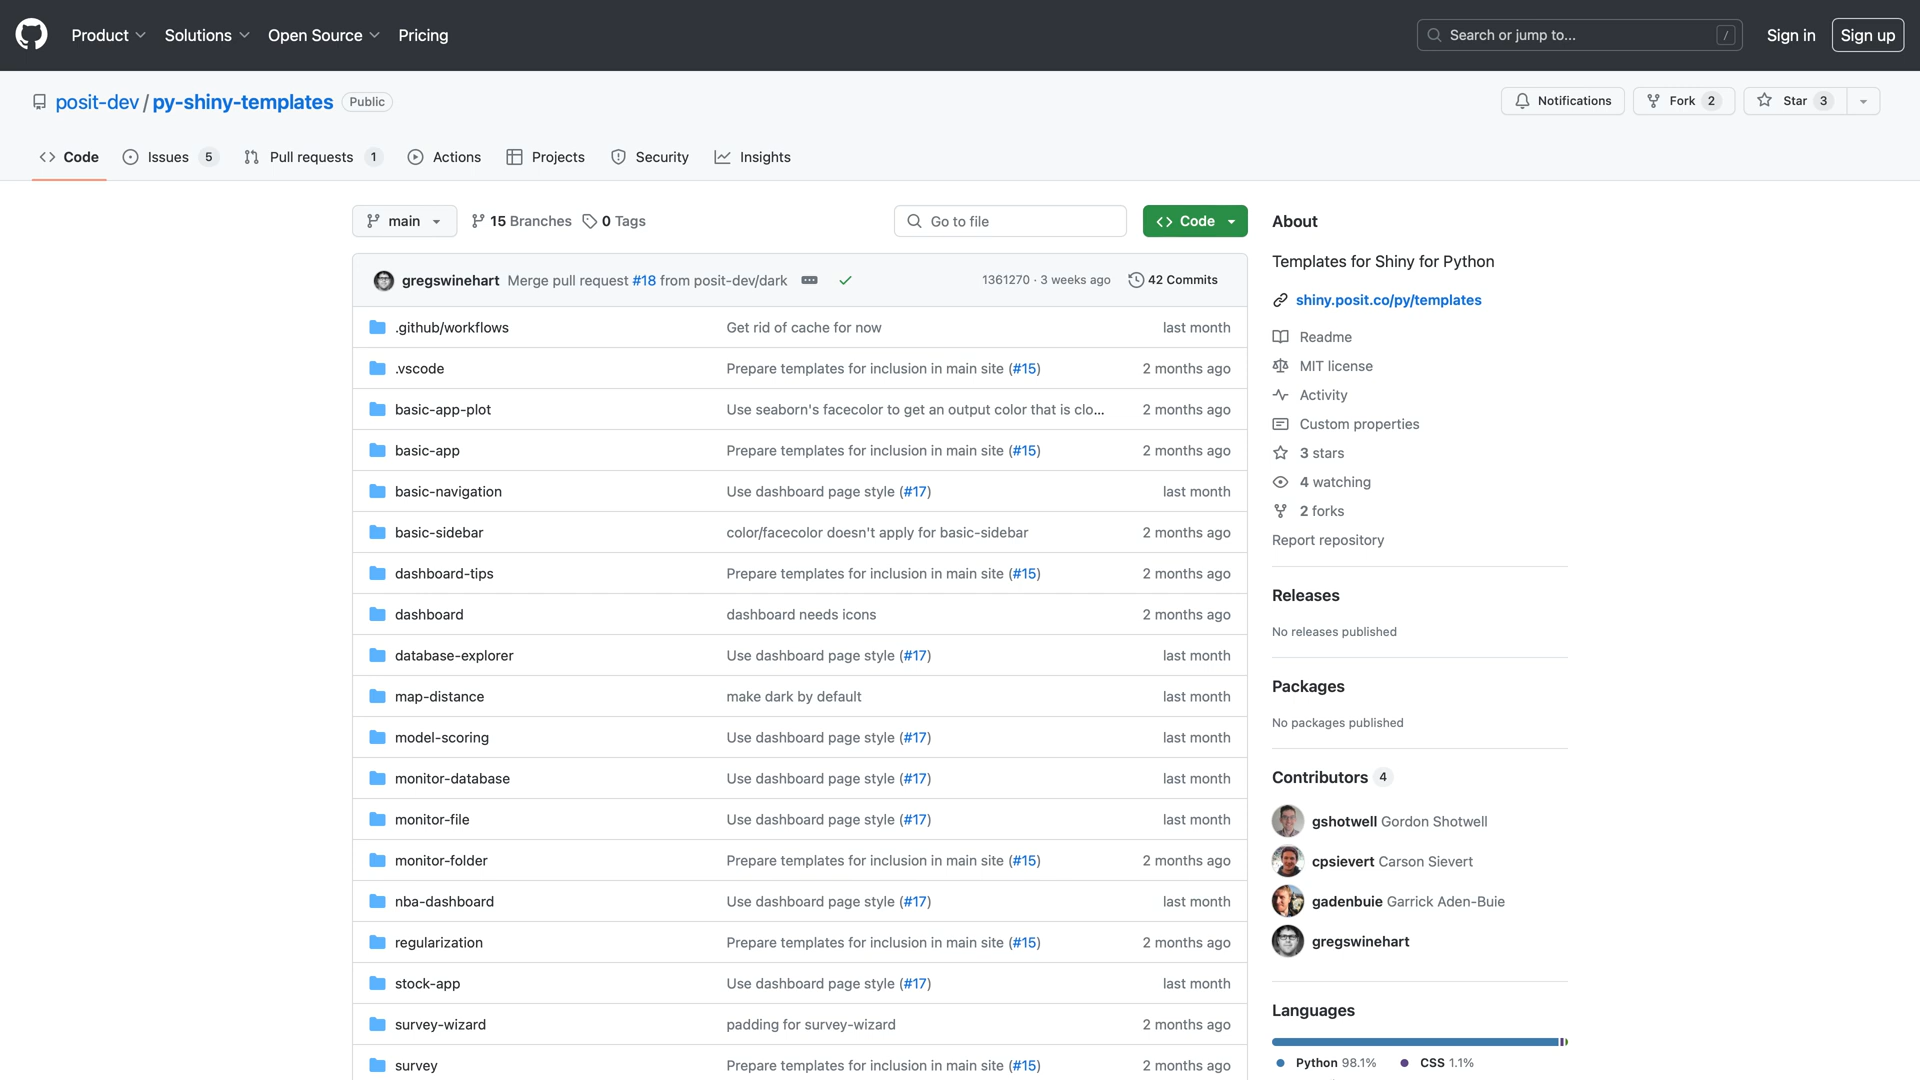 Product Solutions Open Source Pricing Search or jump to... / Sign in Sign up
posit-dev / py-shiny-templates Public Notifications Fork 2 Star 3
Code Issues 5 Pull requests 1 Actions Projects Security Insights
main 15 Branches 0 Tags Go to file Code
gregswinehart Merge pull request #18 from posit-dev/dark 1361270 · 3 weeks ago 42 Commits
.github/workflows Get rid of cache for now last month
.vscode Prepare templates for inclusion in main site (#15) 2 months ago
basic-app-plot Use seaborn's facecolor to get an output color that is clo... 2 months ago
basic-app Prepare templates for inclusion in main site (#15) 2 months ago
basic-navigation Use dashboard page style (#17) last month
basic-sidebar color/facecolor doesn't apply for basic-sidebar 2 months ago
dashboard-tips Prepare templates for inclusion in main site (#15) 2 months ago
dashboard dashboard needs icons 2 months ago
database-explorer Use dashboard page style (#17) last month
map-distance make dark by default last month
model-scoring Use dashboard page style (#17) last month
monitor-database Use dashboard page style (#17) last month
monitor-file Use dashboard page style (#17) last month
monitor-folder Prepare templates for inclusion in main site (#15) 2 months ago
nba-dashboard Use dashboard page style (#17) last month
regularization Prepare templates for inclusion in main site (#15) 2 months ago
stock-app Use dashboard page style (#17) last month
survey-wizard padding for survey-wizard 2 months ago
survey Prepare templates for inclusion in main site (#15) 2 months ago
About
Templates for Shiny for Python
shiny.posit.co/py/templates
Readme
MIT license
Activity
Custom properties
3 stars
4 watching
2 forks
Report repository
Releases
No releases published
Packages
No packages published
Contributors 4
gshotwell Gordon Shotwell
cpsievert Carson Sievert
gadenbuie Garrick Aden-Buie
gregswinehart
Languages
Python 98.1% CSS 1.1%